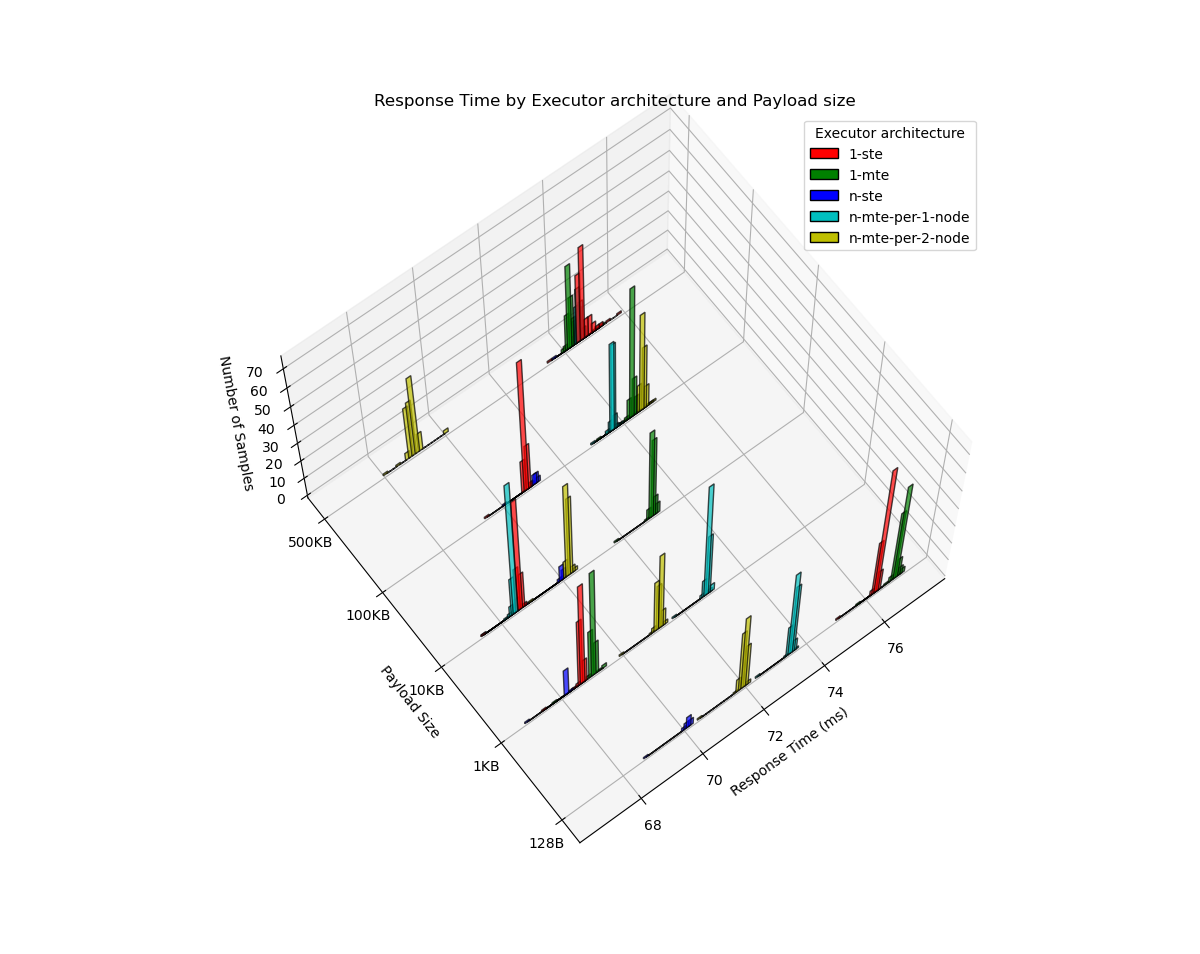 Response Time by Executor architecture and Payload size
Executor architecture
1-ste
1-mte
n-ste
n-mte-per-1-node
n-mte-per-2-node
Number of Samples
70
60
50
40
30
20
10
0
500KB
100KB
10KB
1KB
128B
Payload Size
68
70
72
74
76
Response Time (ms)